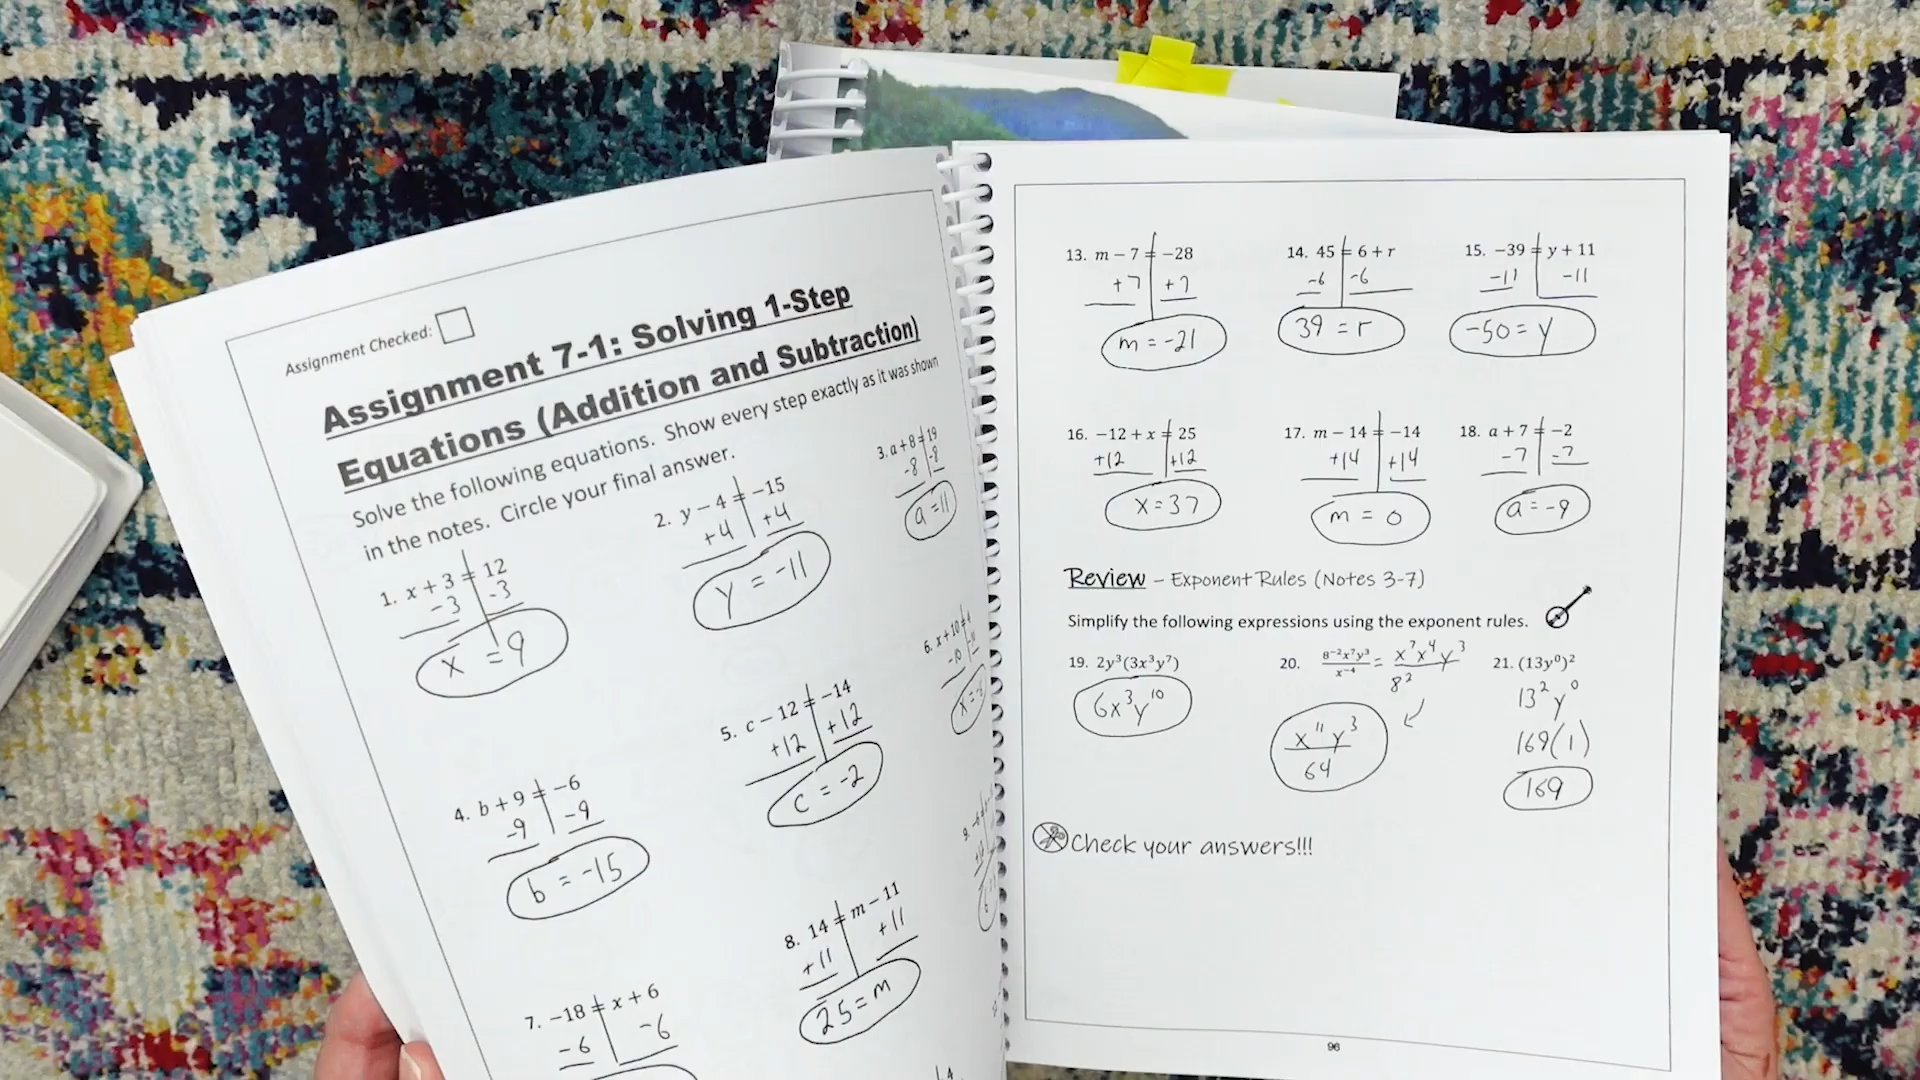 Assignment Checked:
Assignment 7-1: Solving 1-Step
Equations (Addition and Subtraction)
Solve the following equations. Show every step exactly as it was shown
in the notes. Circle your final answer.
1. x + 3 = 12
-3 -3
x = 9
2. y − 4 = −15
+4 +4
y = -11
3. a + 8 = 19
-8 -8
a = 11
4. b + 9 = −6
-9 -9
b = -15
5. c − 12 = −14
+12 +12
c = -2
6. x + 10 =
-10
x =
7. −18 = x + 6
-6 -6
8. 14 = m − 11
+11 +11
25 = m
9.
13. m − 7 = −28
+7 +7
m = -21
14. 45 = 6 + r
-6 -6
39 = r
15. −39 = y + 11
-11 -11
-50 = y
16. −12 + x = 25
+12 +12
x = 37
17. m − 14 = −14
+14 +14
m = 0
18. a + 7 = −2
-7 -7
a = -9
Review – Exponent Rules (Notes 3-7)
Simplify the following expressions using the exponent rules.
19. 2y³(3x³y⁷)
6x³y¹⁰
20. 8⁻²x⁷y³/x⁻⁴ = x⁷x⁴y³/8²
x¹¹y³/64
21. (13y⁰)²
13²y⁰
169(1)
169
Check your answers!!!
96